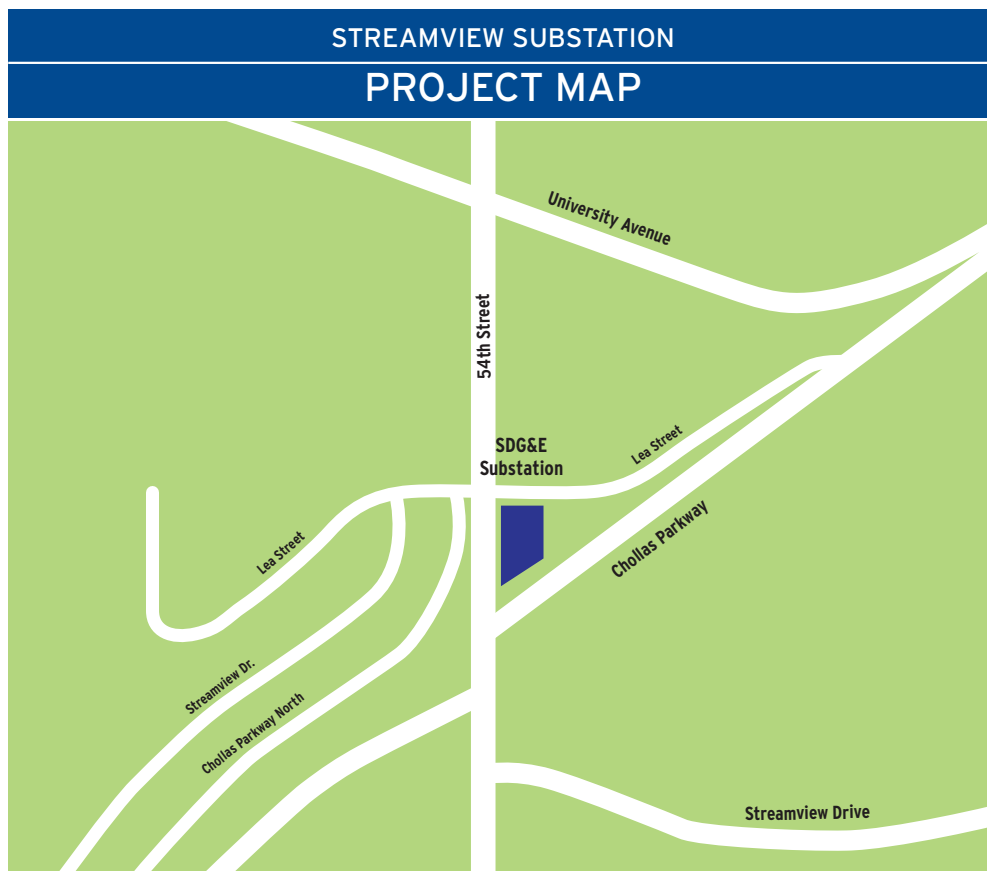 STREAMVIEW SUBSTATION
PROJECT MAP
University Avenue
54th Street
SDG&E
Substation
Lea Street
Chollas Parkway
Lea Street
Streamview Dr.
Chollas Parkway North
Streamview Drive